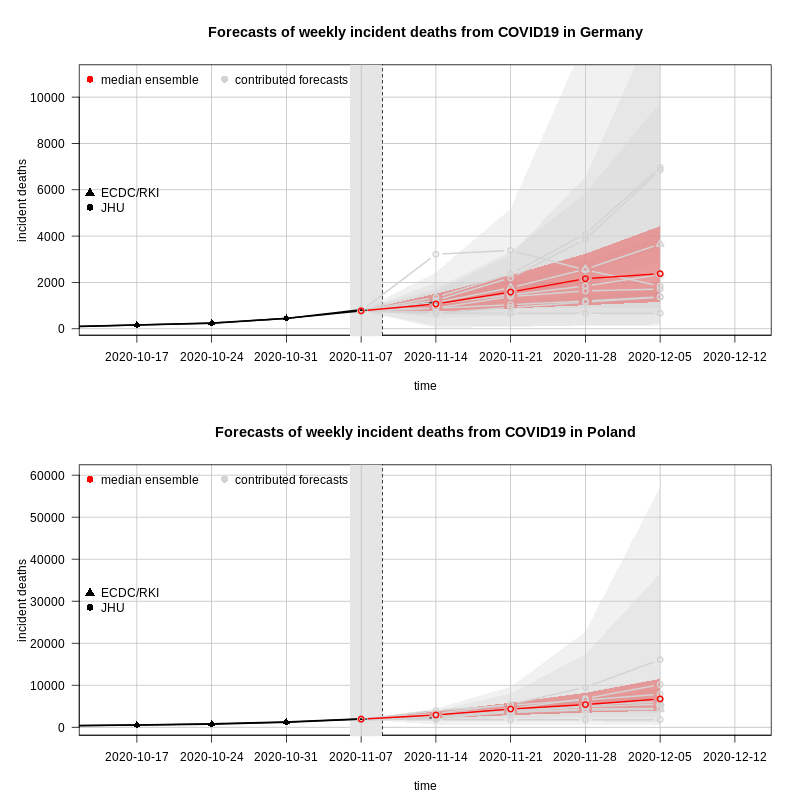 Forecasts of weekly incident deaths from COVID19 in Germany
median ensemble contributed forecasts
10000
8000
6000
4000
2000
0
incident deaths
ECDC/RKI
JHU
2020-10-17 2020-10-24 2020-10-31 2020-11-07 2020-11-14 2020-11-21 2020-11-28 2020-12-05 2020-12-12
time
Forecasts of weekly incident deaths from COVID19 in Poland
median ensemble contributed forecasts
60000
50000
40000
30000
20000
10000
0
incident deaths
ECDC/RKI
JHU
2020-10-17 2020-10-24 2020-10-31 2020-11-07 2020-11-14 2020-11-21 2020-11-28 2020-12-05 2020-12-12
time